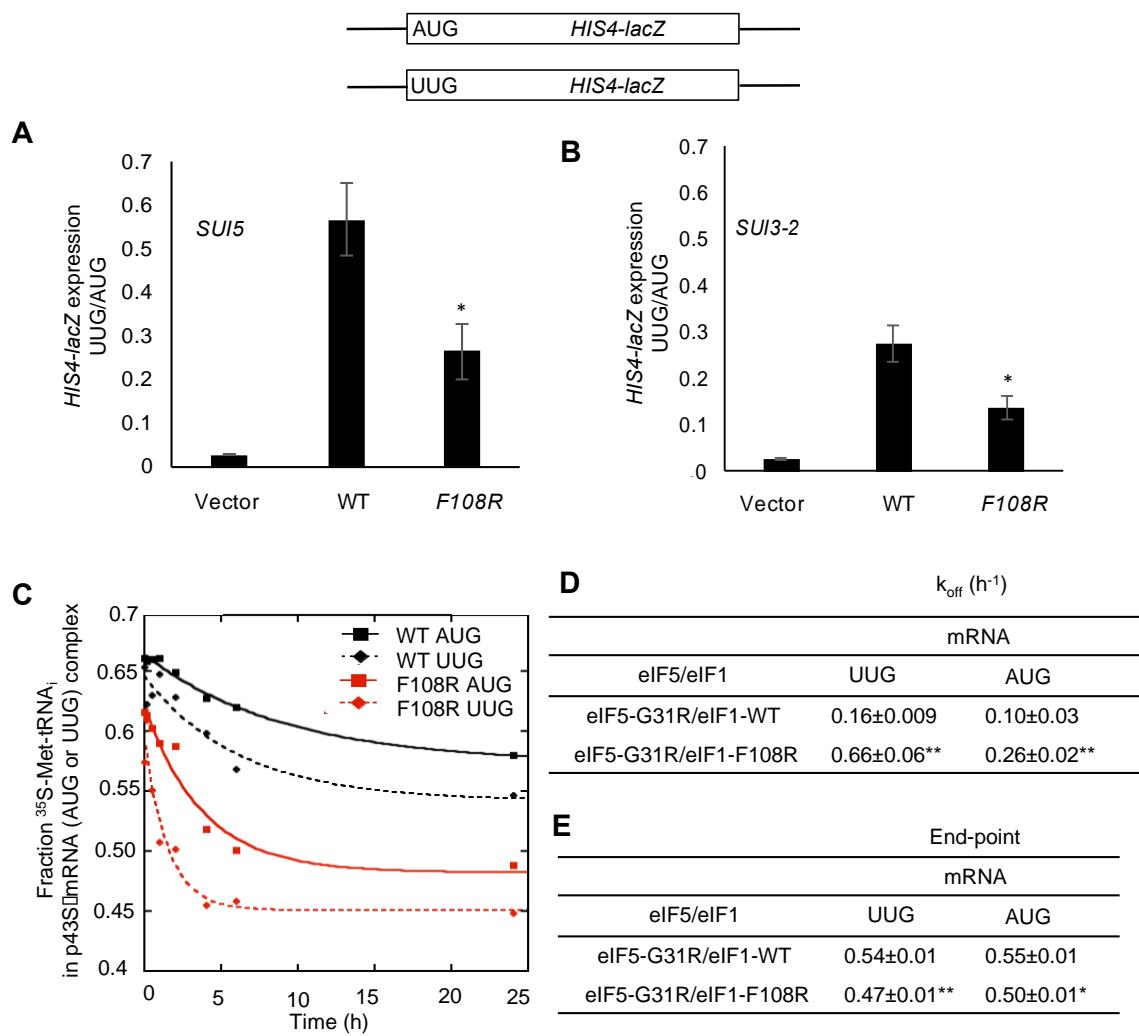 AUG HIS4-lacZ
UUG HIS4-lacZ
A
HIS4-lacZ expression
UUG/AUG
0.7
0.6
0.5
0.4
0.3
0.2
0.1
0
SUI5
*
Vector WT F108R
B
HIS4-lacZ expression
UUG/AUG
0.7
0.6
0.5
0.4
0.3
0.2
0.1
0
SUI3-2
*
Vector WT F108R
C
Fraction ³⁵S-Met-tRNAᵢ
in p43S▯mRNA (AUG or UUG) complex
0.7
0.65
0.6
0.55
0.50
0.45
0.4
WT AUG
WT UUG
F108R AUG
F108R UUG
0 5 10 15 20 25
Time (h)
D
k_off (h⁻¹)
mRNA
eIF5/eIF1 UUG AUG
eIF5-G31R/eIF1-WT 0.16±0.009 0.10±0.03
eIF5-G31R/eIF1-F108R 0.66±0.06** 0.26±0.02**
E
End-point
mRNA
eIF5/eIF1 UUG AUG
eIF5-G31R/eIF1-WT 0.54±0.01 0.55±0.01
eIF5-G31R/eIF1-F108R 0.47±0.01** 0.50±0.01*